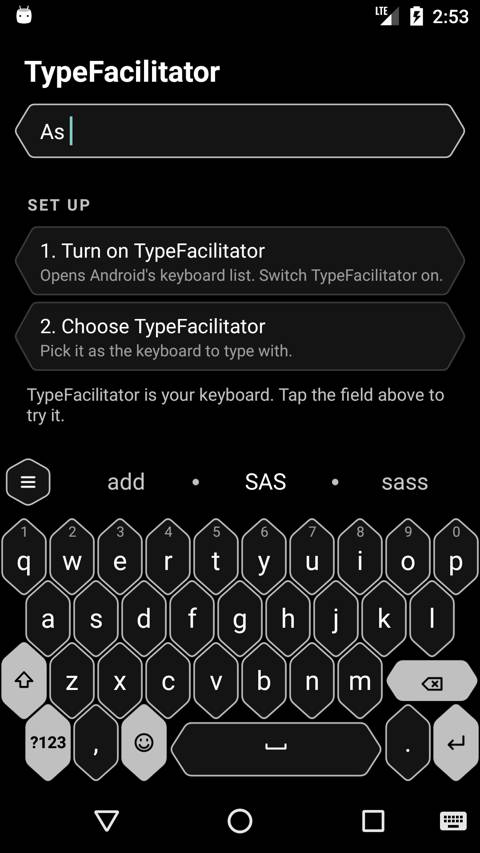 LTE 2:53
TypeFacilitator
As
SET UP
1. Turn on TypeFacilitator
Opens Android's keyboard list. Switch TypeFacilitator on.
2. Choose TypeFacilitator
Pick it as the keyboard to type with.
TypeFacilitator is your keyboard. Tap the field above to
try it.
add • SAS • sass
1 2 3 4 5 6 7 8 9 0
q w e r t y u i o p
a s d f g h j k l
z x c v b n m
?123 , .